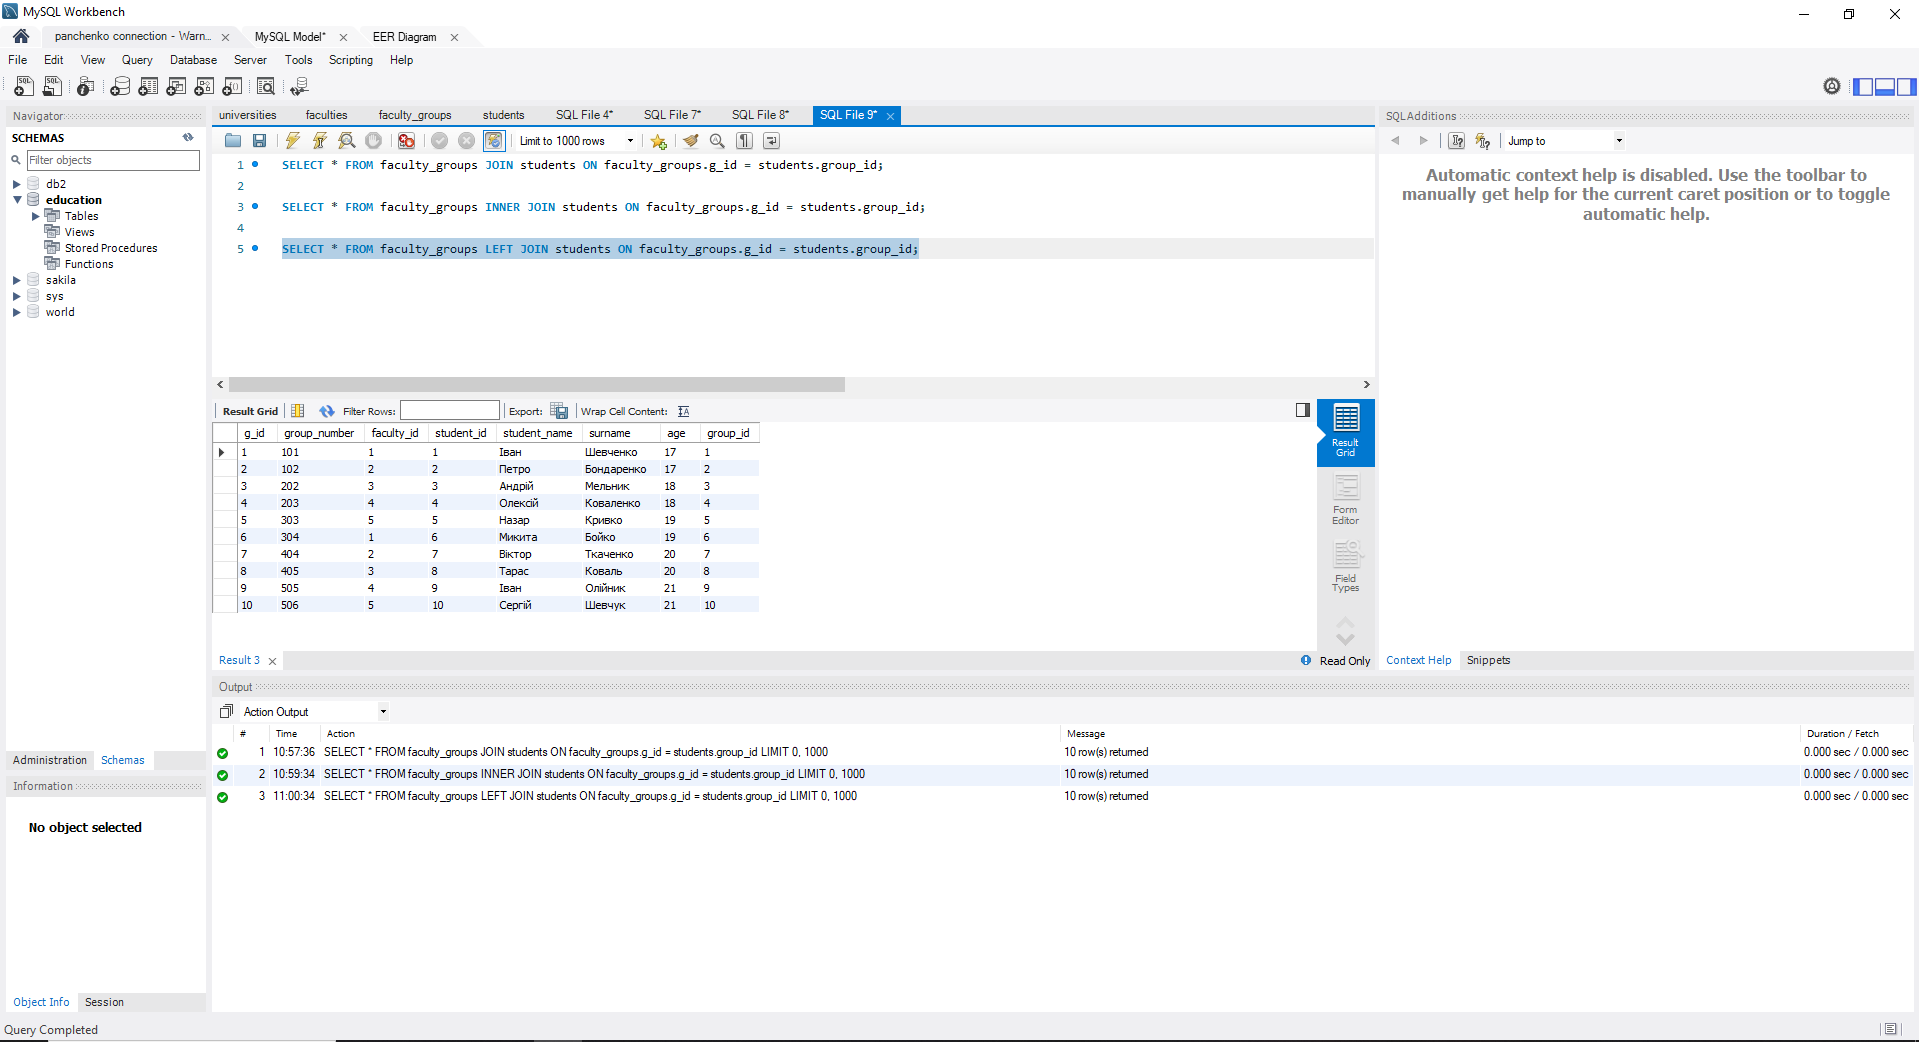 MySQL Workbench
panchenko connection - Warn... MySQL Model* EER Diagram
File Edit View Query Database Server Tools Scripting Help
Navigator
SCHEMAS
Filter objects
db2
education
Tables
Views
Stored Procedures
Functions
sakila
sys
world
Administration Schemas
Information
No object selected
Object Info Session
universities faculties faculty_groups students SQL File 4* SQL File 7* SQL File 8* SQL File 9*
Limit to 1000 rows
1 SELECT * FROM faculty_groups JOIN students ON faculty_groups.g_id = students.group_id;
2
3 SELECT * FROM faculty_groups INNER JOIN students ON faculty_groups.g_id = students.group_id;
4
5 SELECT * FROM faculty_groups LEFT JOIN students ON faculty_groups.g_id = students.group_id;
Result Grid Filter Rows: Export: Wrap Cell Content:
g_id group_number faculty_id student_id student_name surname age group_id
1 101 1 1 Іван Шевченко 17 1
2 102 2 2 Петро Бондаренко 17 2
3 202 3 3 Андрій Мельник 18 3
4 203 4 4 Олексій Коваленко 18 4
5 303 5 5 Назар Кривко 19 5
6 304 1 6 Микита Бойко 19 6
7 404 2 7 Віктор Ткаченко 20 7
8 405 3 8 Тарас Коваль 20 8
9 505 4 9 Іван Олійник 21 9
10 506 5 10 Сергій Шевчук 21 10
Result
Grid
Form
Editor
Field
Types
Result 3 Read Only
SQLAdditions
Jump to
Automatic context help is disabled. Use the toolbar to
manually get help for the current caret position or to toggle
automatic help.
Context Help Snippets
Output
Action Output
# Time Action Message Duration / Fetch
1 10:57:36 SELECT * FROM faculty_groups JOIN students ON faculty_groups.g_id = students.group_id LIMIT 0, 1000 10 row(s) returned 0.000 sec / 0.000 sec
2 10:59:34 SELECT * FROM faculty_groups INNER JOIN students ON faculty_groups.g_id = students.group_id LIMIT 0, 1000 10 row(s) returned 0.000 sec / 0.000 sec
3 11:00:34 SELECT * FROM faculty_groups LEFT JOIN students ON faculty_groups.g_id = students.group_id LIMIT 0, 1000 10 row(s) returned 0.000 sec / 0.000 sec
Query Completed